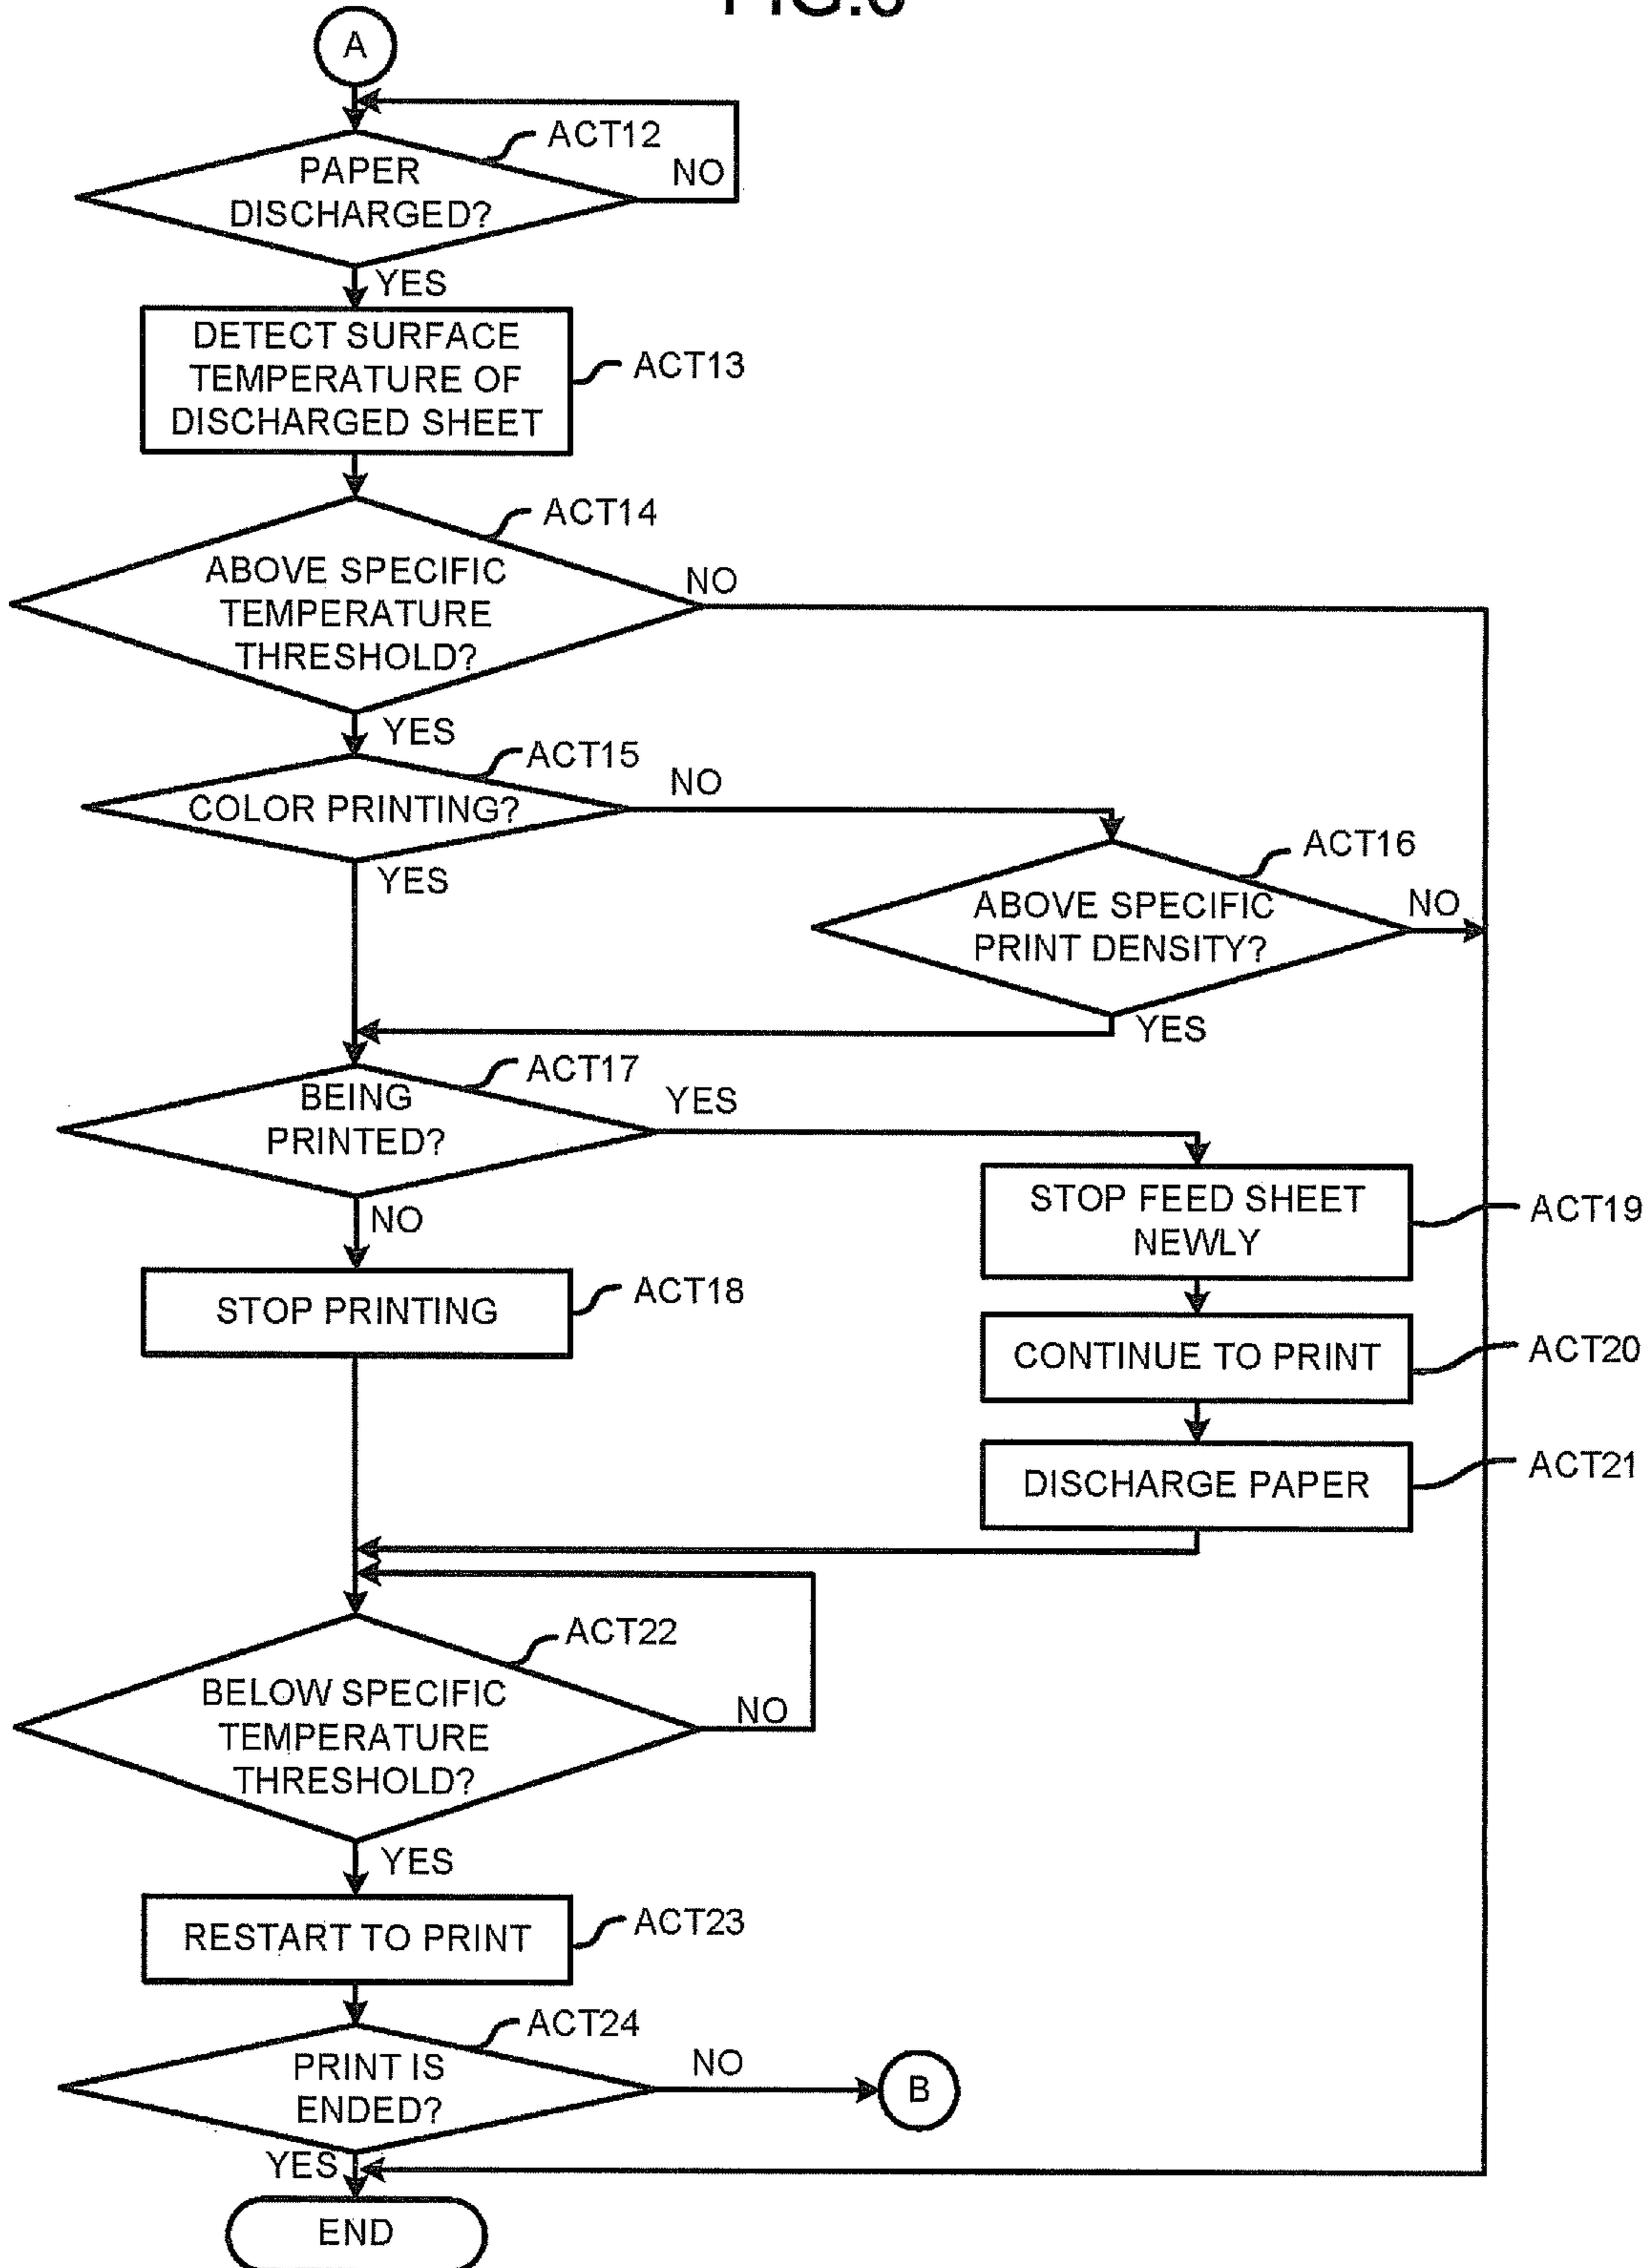 FIG.6
A
ACT12
PAPER
DISCHARGED?
NO
YES
DETECT SURFACE
TEMPERATURE OF
DISCHARGED SHEET
ACT13
ACT14
ABOVE SPECIFIC
TEMPERATURE
THRESHOLD?
NO
YES
ACT15
COLOR PRINTING?
NO
YES
ACT16
ABOVE SPECIFIC
PRINT DENSITY?
NO
YES
ACT17
BEING
PRINTED?
YES
NO
STOP FEED SHEET
NEWLY
ACT19
STOP PRINTING
ACT18
CONTINUE TO PRINT
ACT20
DISCHARGE PAPER
ACT21
ACT22
BELOW SPECIFIC
TEMPERATURE
THRESHOLD?
NO
YES
RESTART TO PRINT
ACT23
ACT24
PRINT IS
ENDED?
NO
B
YES
END